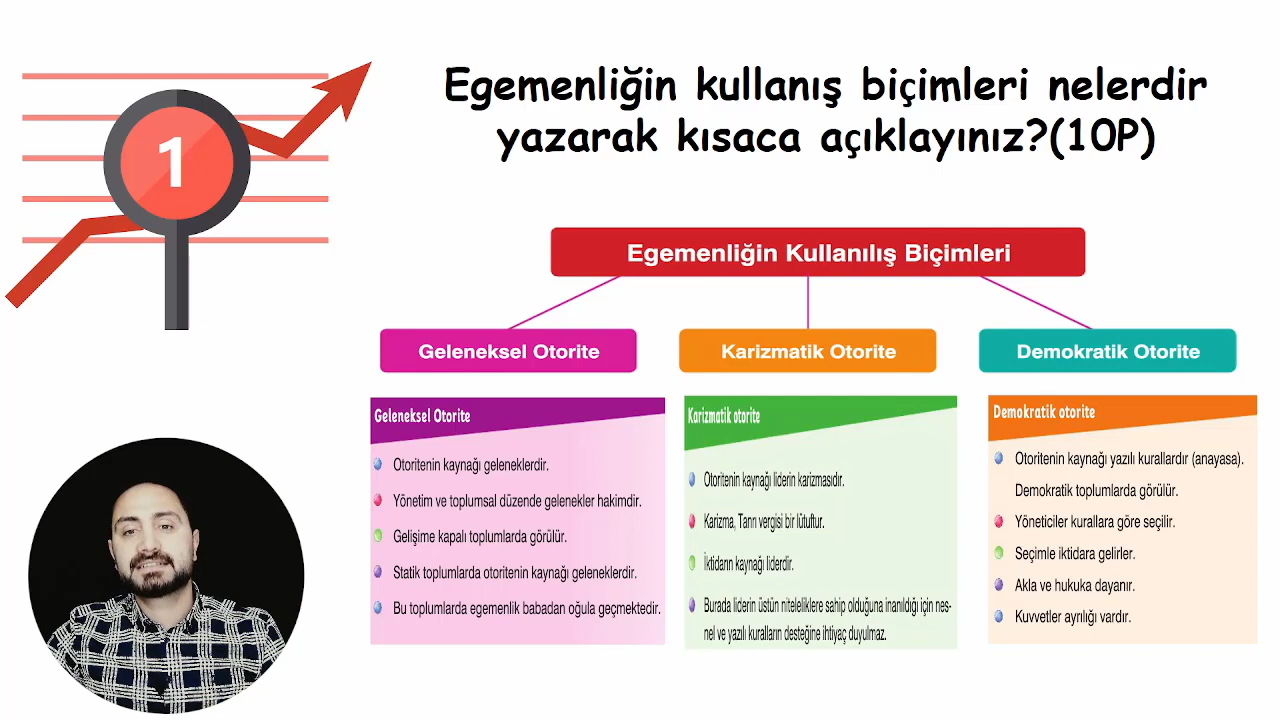 1
Egemenliğin kullanış biçimleri nelerdir
yazarak kısaca açıklayınız?(10P)
Egemenliğin Kullanılış Biçimleri
Geleneksel Otorite
Karizmatik Otorite
Demokratik Otorite
Geleneksel Otorite
Otoritenin kaynağı geleneklerdir.
Yönetim ve toplumsal düzende gelenekler hakimdir.
Gelişime kapalı toplumlarda görülür.
Statik toplumlarda otoritenin kaynağı geleneklerdir.
Bu toplumlarda egemenlik babadan oğula geçmektedir.
Karizmatik otorite
Otoritenin kaynağı liderin karizmasıdır.
Karizma, Tanrı vergisi bir lütuftur.
İktidarın kaynağı liderdir.
Burada liderin üstün niteleliklere sahip olduğuna inanıldığı için nes-
nel ve yazılı kuralların desteğine ihtiyaç duyulmaz.
Demokratik otorite
Otoritenin kaynağı yazılı kurallardır (anayasa).
Demokratik toplumlarda görülür.
Yöneticiler kurallara göre seçilir.
Seçimle iktidara gelirler.
Akla ve hukuka dayanır.
Kuvvetler ayrılığı vardır.